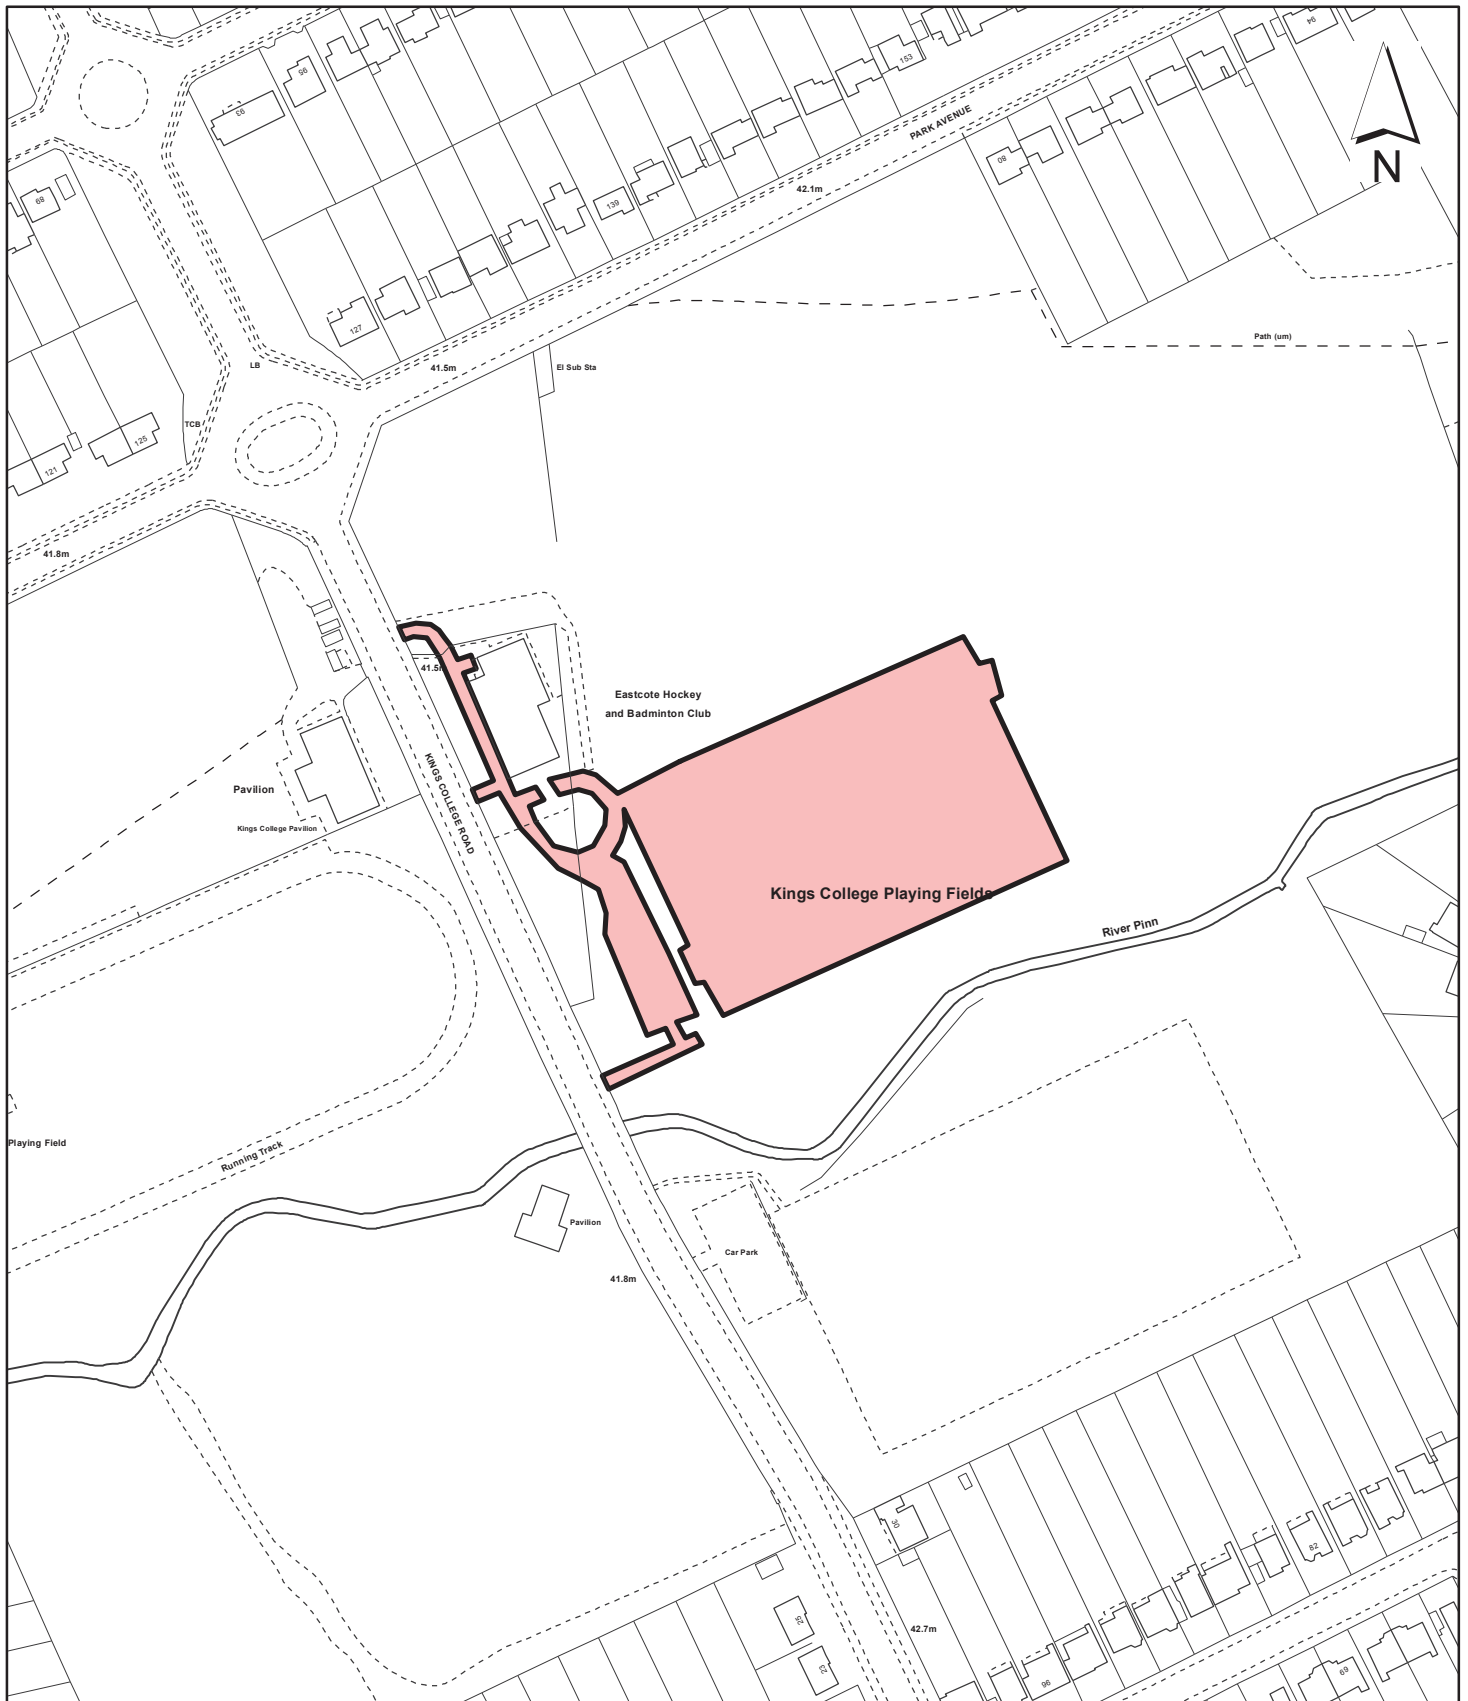 94
153
96
93
PARK AVENUE
N
80
89
139
42.1m
127
Path (um)
LB
41.5m
El Sub Sta
TCB
125
121
41.8m
41.5m
Eastcote Hockey
and Badminton Club
KINGS COLLEGE ROAD
Pavilion
Kings College Pavilion
Kings College Playing Fields
River Pinn
Playing Field
Running Track
Pavilion
Car Park
41.8m
30
82
25
42.7m
23
96
69